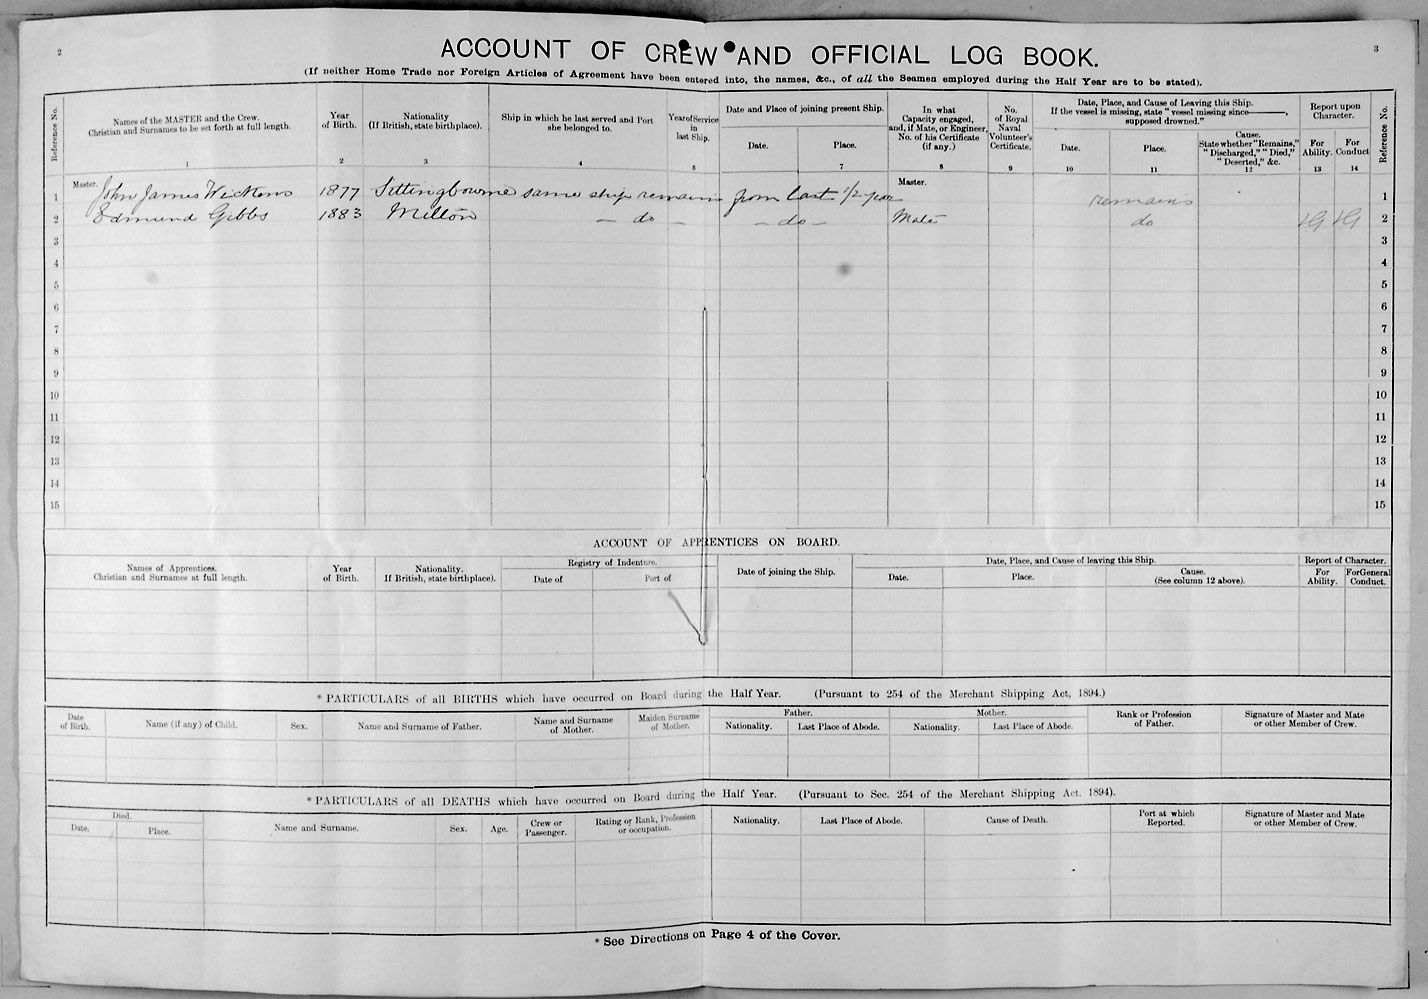 2
3
ACCOUNT OF CREW AND OFFICIAL LOG BOOK.
(If neither Home Trade nor Foreign Articles of Agreement have been entered into, the names, &c., of all the Seamen employed during the Half Year are to be stated).
Reference No.
Names of the MASTER and the Crew.
Christian and Surnames to be set forth at full length.
1
Year
of Birth.
2
Nationality
(If British, state birthplace).
3
Ship in which he last served and Port
she belonged to.
4
Year of Service
in
last Ship.
5
Date and Place of joining present Ship.
Date.
Place.
7
In what
Capacity engaged,
and, if Mate, or Engineer,
No. of his Certificate
(if any.)
8
No.
of Royal
Naval
Volunteer's
Certificate.
9
Date, Place, and Cause of Leaving this Ship.
If the vessel is missing, state "vessel missing since———,
supposed drowned."
Date.
10
Place.
11
Cause.
State whether "Remains,"
"Discharged," "Died,"
"Deserted," &c.
12
Report upon
Character.
For
Ability.
13
For
Conduct
14
Reference No.
1 Master. John James Wickens 1877 Sittingbourne same ship remains from last 1/2 year Master. remains 1
2 Edmund Gibbs 1883 Milton — do — — do — Mate do VG VG 2
3 3
4 4
5 5
6 6
7 7
8 8
9 9
10 10
11 11
12 12
13 13
14 14
15 15
ACCOUNT OF APPRENTICES ON BOARD.
Names of Apprentices.
Christian and Surnames at full length.
Year
of Birth.
Nationality.
If British, state birthplace).
Registry of Indenture.
Date of
Port of
Date of joining the Ship.
Date, Place, and Cause of leaving this Ship.
Date.
Place.
Cause.
(See column 12 above).
Report of Character.
For
Ability.
For General
Conduct.
* PARTICULARS of all BIRTHS which have occurred on Board during the Half Year. (Pursuant to 254 of the Merchant Shipping Act, 1894.)
Date
of Birth.
Name (if any) of Child.
Sex.
Name and Surname of Father.
Name and Surname
of Mother.
Maiden Surname
of Mother.
Father.
Nationality.
Last Place of Abode.
Mother.
Nationality.
Last Place of Abode.
Rank or Profession
of Father.
Signature of Master and Mate
or other Member of Crew.
* PARTICULARS of all DEATHS which have occurred on Board during the Half Year. (Pursuant to Sec. 254 of the Merchant Shipping Act. 1894).
Died.
Date.
Place.
Name and Surname.
Sex.
Age.
Crew or
Passenger.
Rating or Rank, Profession
or occupation.
Nationality.
Last Place of Abode.
Cause of Death.
Port at which
Reported.
Signature of Master and Mate
or other Member of Crew.
* See Directions on Page 4 of the Cover.